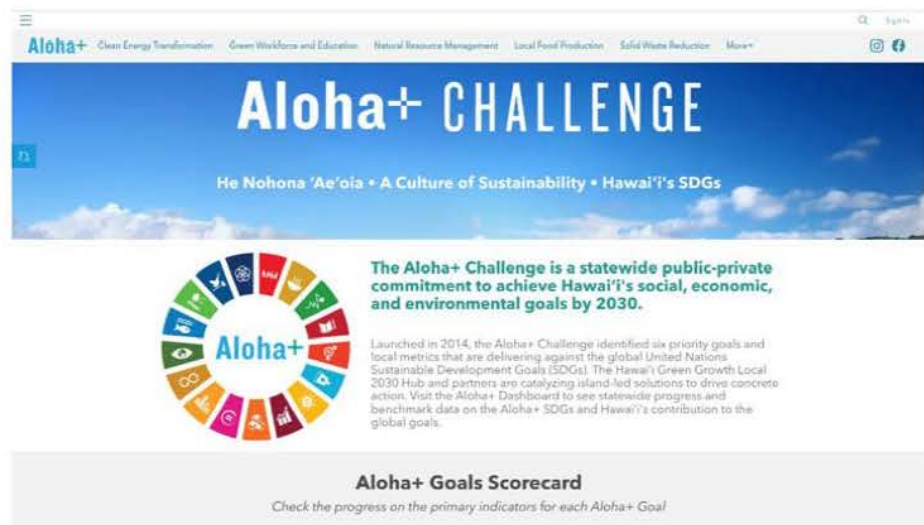 Sign In
Aloha+ Clean Energy Transformation Green Workforce and Education Natural Resource Management Local Food Production Solid Waste Reduction More
Aloha+ CHALLENGE
He Nohona ‘Ae‘oia • A Culture of Sustainability • Hawai‘i's SDGs
Aloha+
The Aloha+ Challenge is a statewide public-private
commitment to achieve Hawai‘i's social, economic,
and environmental goals by 2030.
Launched in 2014, the Aloha+ Challenge identified six priority goals and
local metrics that are delivering against the global United Nations
Sustainable Development Goals (SDGs). The Hawai‘i Green Growth Local
2030 Hub and partners are catalyzing island-led solutions to drive concrete
action. Visit the Aloha+ Dashboard to see statewide progress and
benchmark data on the Aloha+ SDGs and Hawai‘i's contribution to the
global goals.
Aloha+ Goals Scorecard
Check the progress on the primary indicators for each Aloha+ Goal